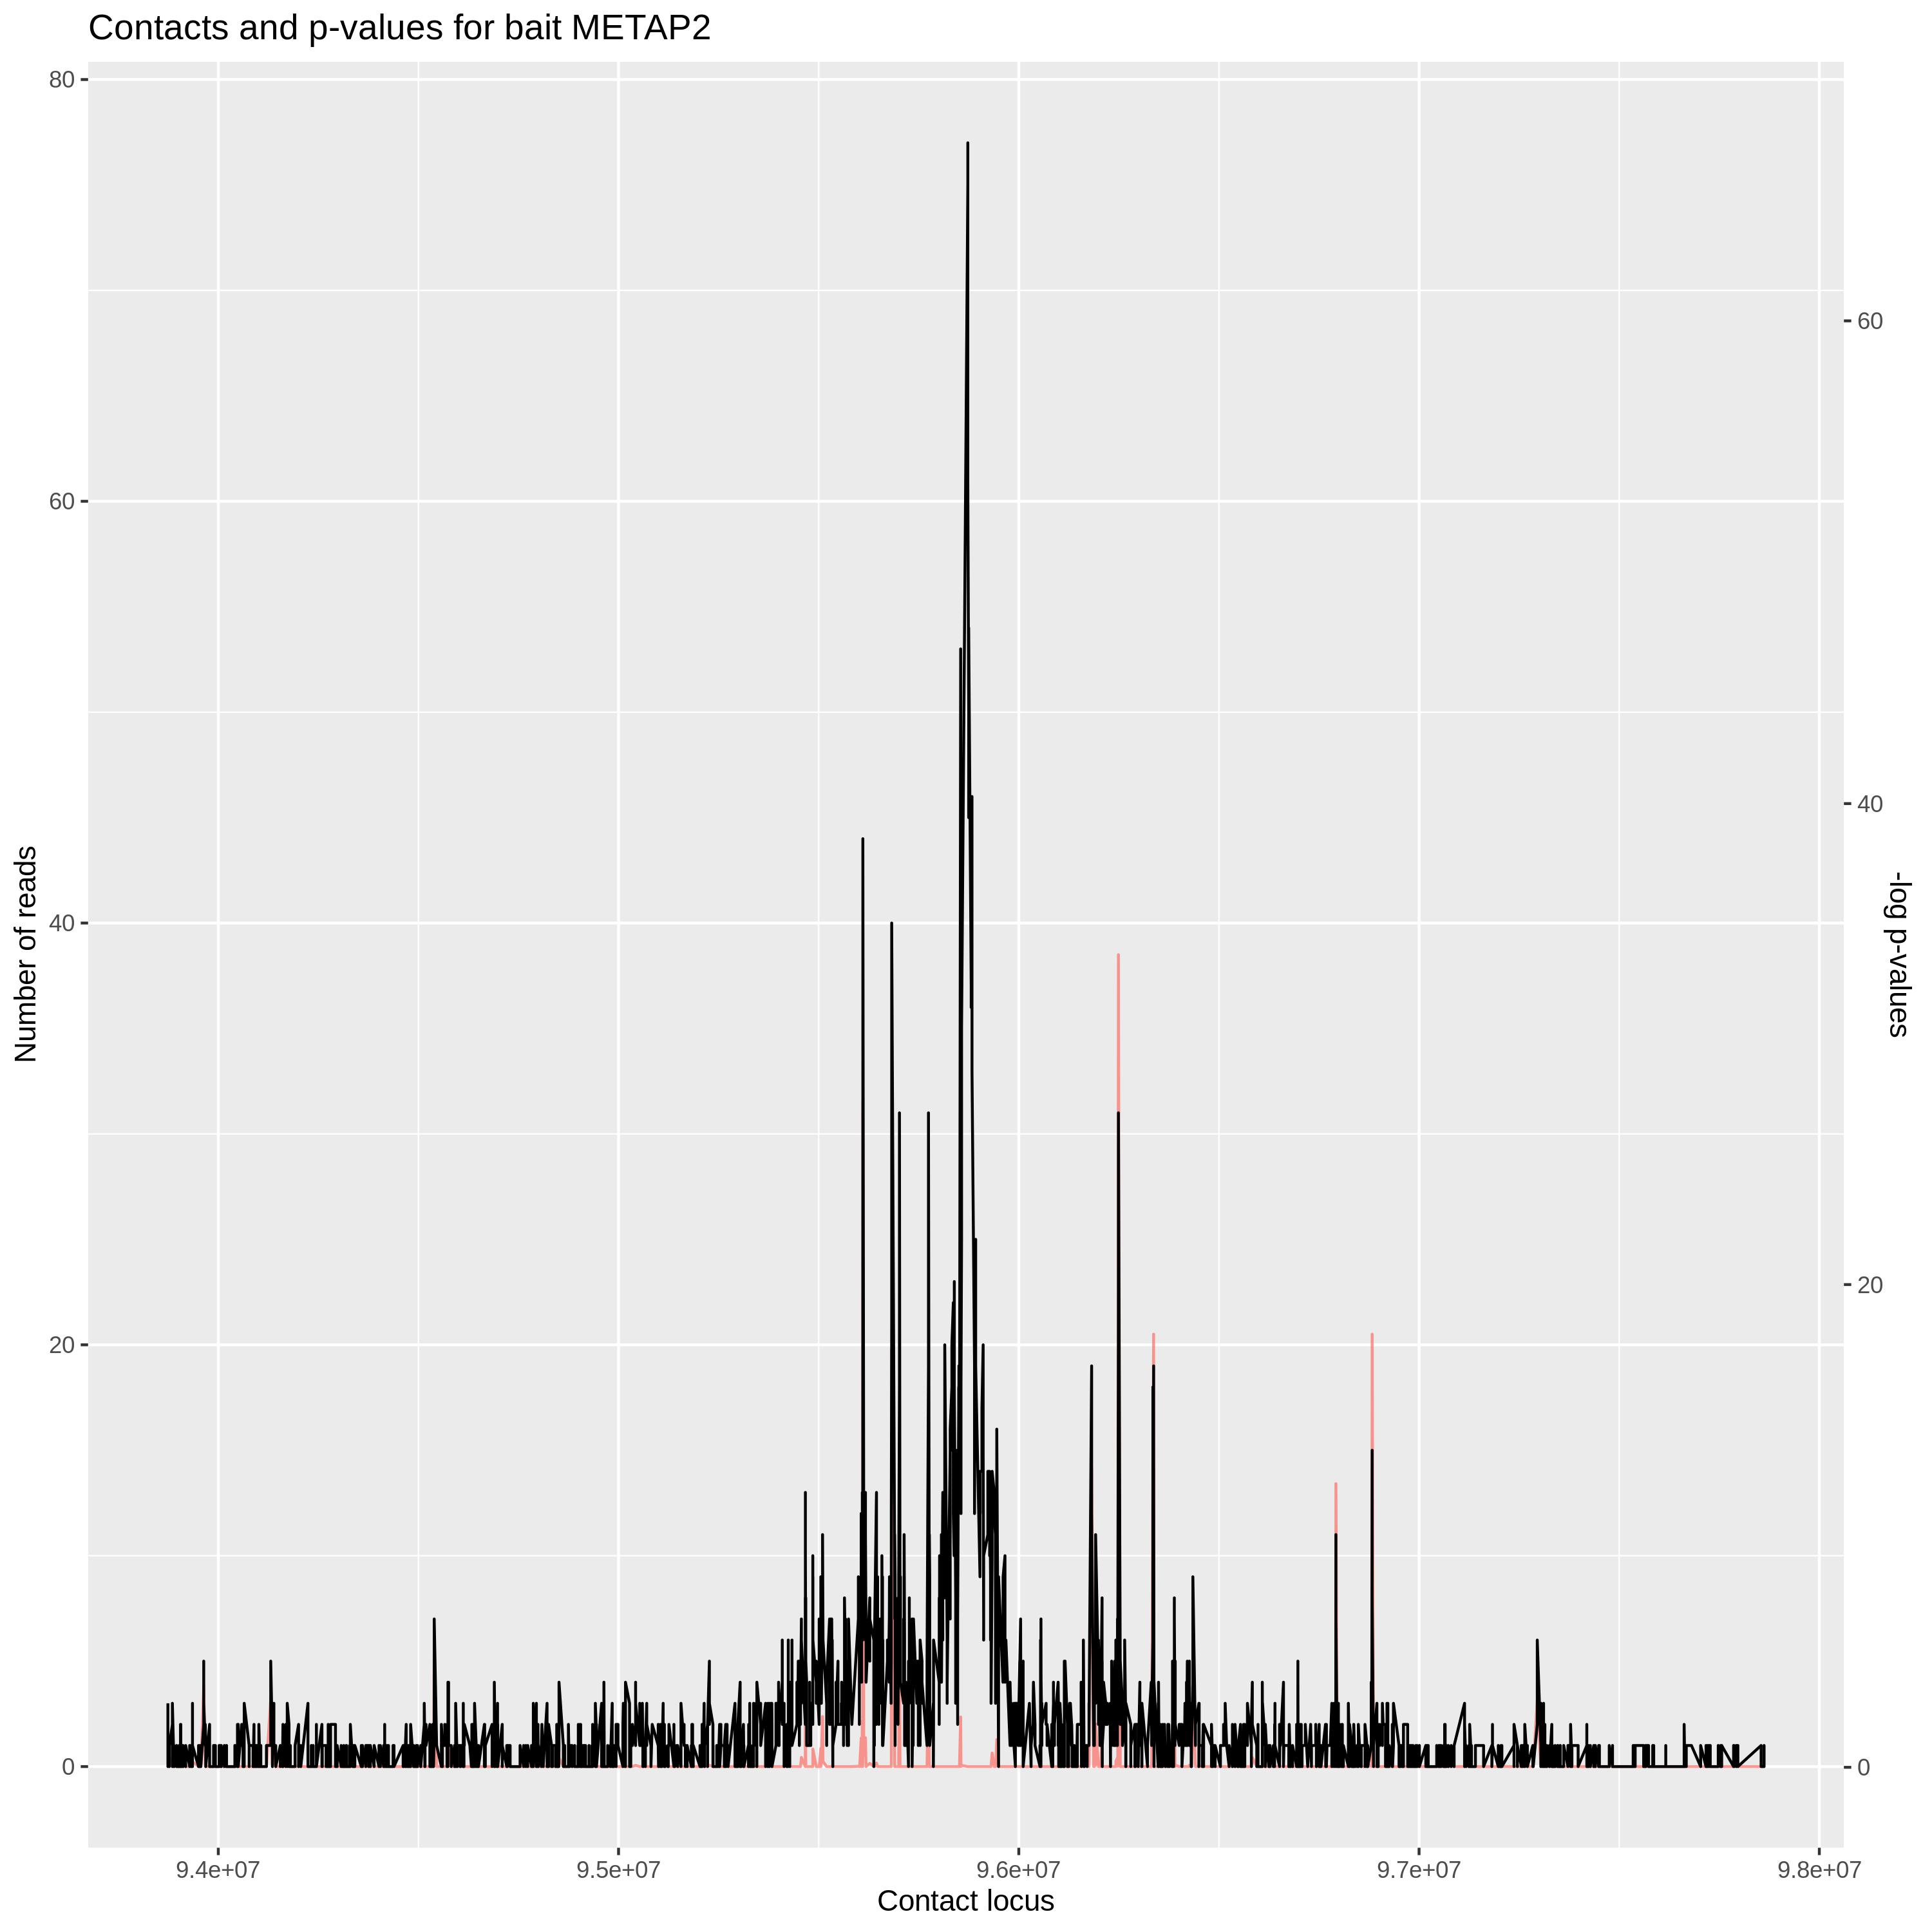 Contacts and p-values for bait METAP2
80
60
40
20
0
Number of reads
60
40
20
0
-log p-values
9.4e+07
9.5e+07
9.6e+07
9.7e+07
9.8e+07
Contact locus